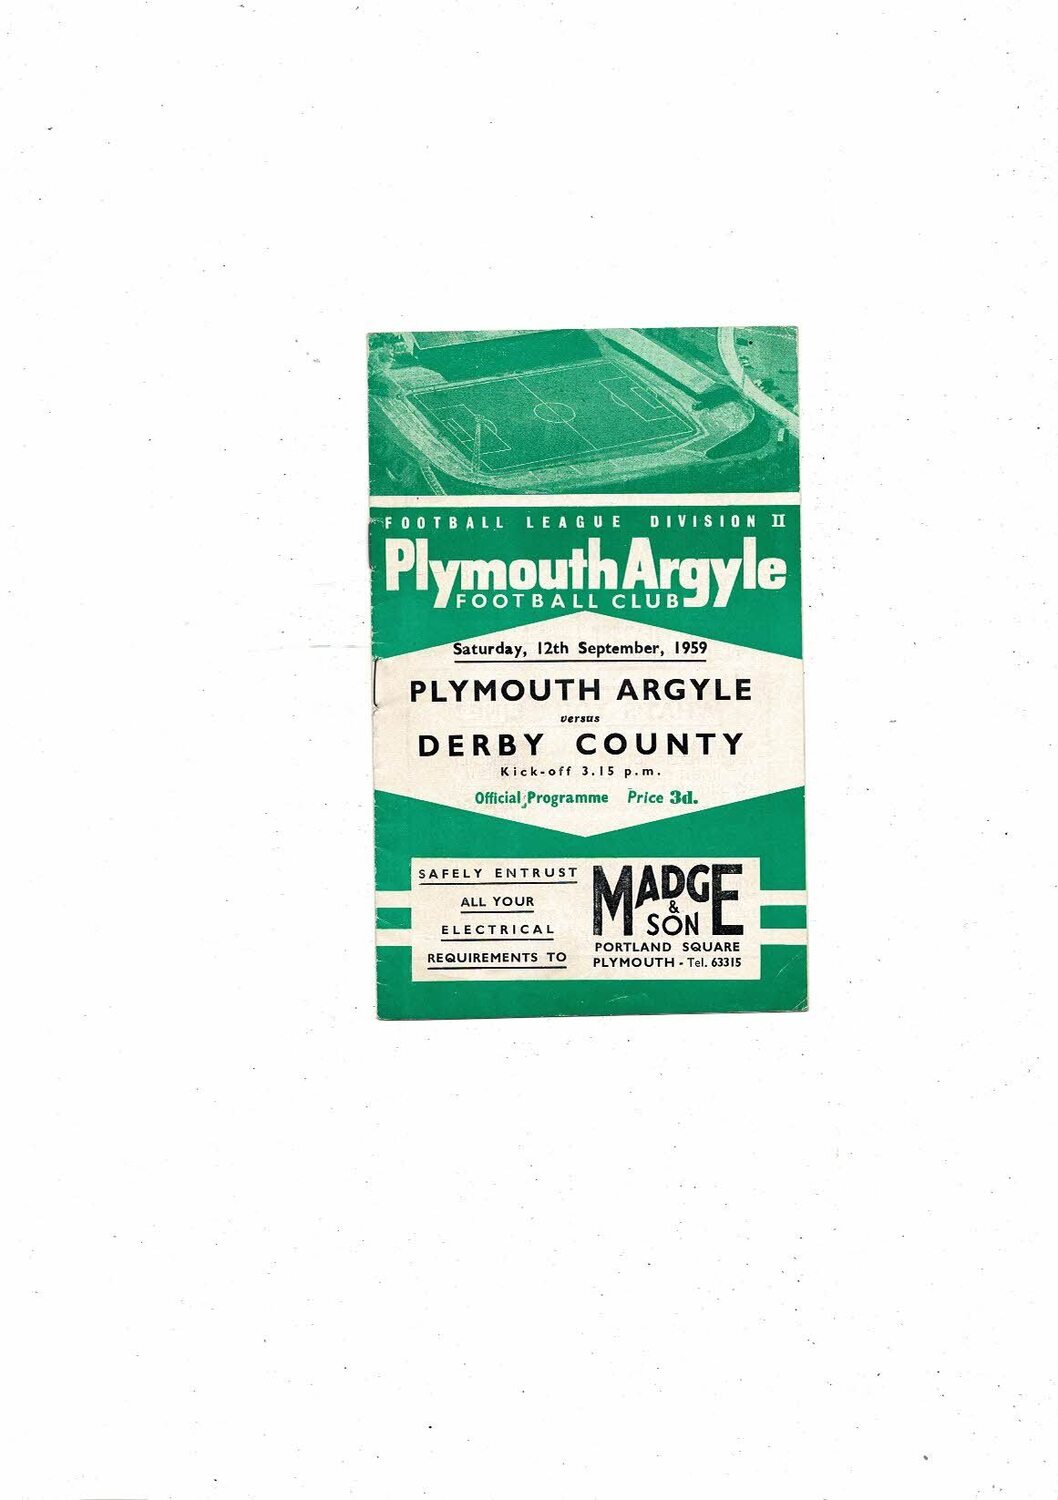 FOOTBALL LEAGUE DIVISION II
Plymouth Argyle
FOOTBALL CLUB
Saturday, 12th September, 1959
PLYMOUTH ARGYLE
versus
DERBY COUNTY
Kick-off 3.15 p.m.
Official Programme Price 3d.
SAFELY ENTRUST
ALL YOUR
ELECTRICAL
REQUIREMENTS TO
MADGE
& SON
PORTLAND SQUARE
PLYMOUTH - Tel. 63315